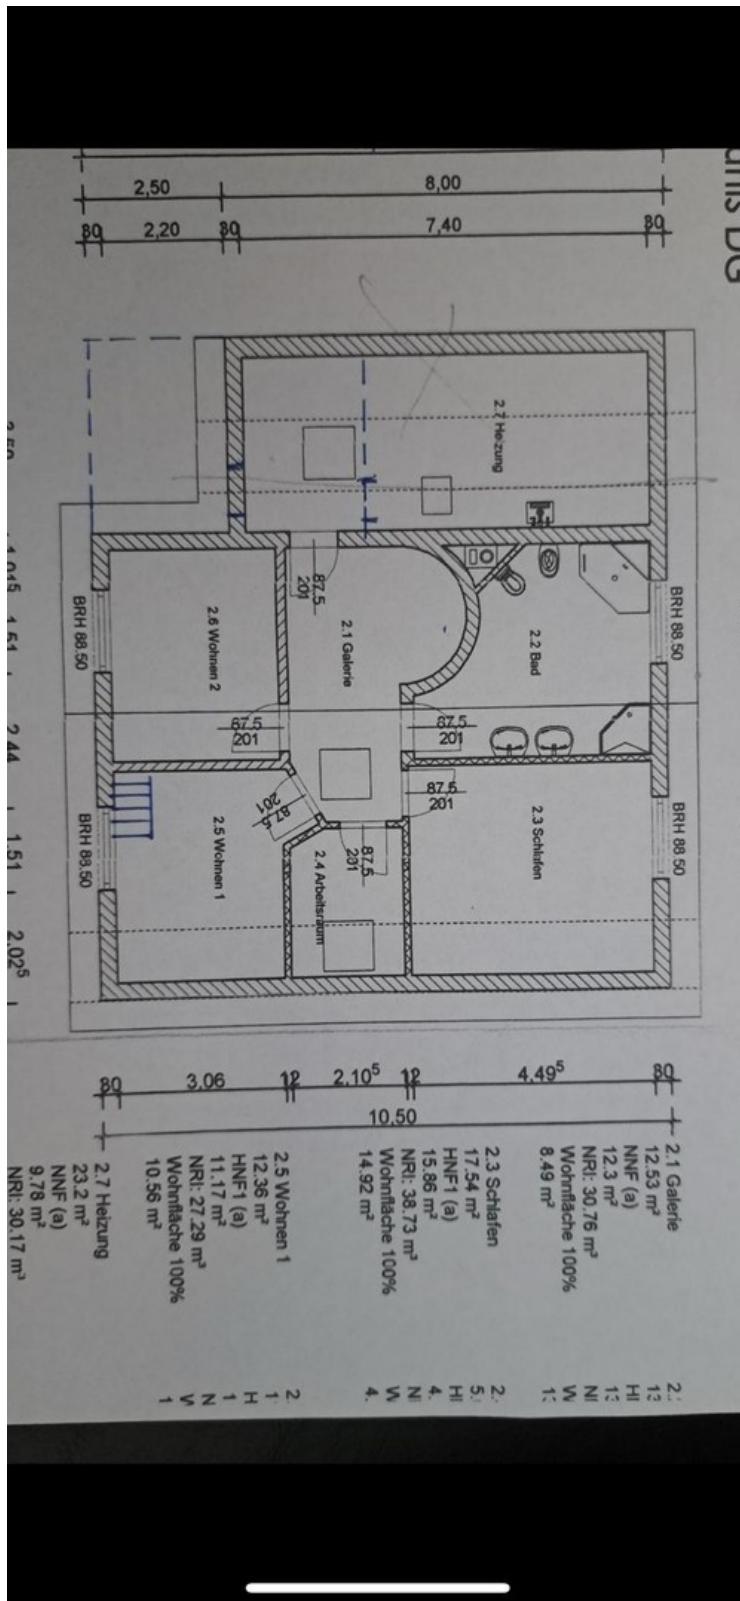 2,50
8,00
30
2,20
30
7,40
30
2.7 Heizung
87.5
201
2.1 Galerie
2.6 Wohnen 2
2.2 Bad
BRH 88.50
BRH 88.50
87.5
201
87.5
201
87.5
201
87.5
201
87.5
201
2.5 Wohnen 1
2.4 Arbeitsraum
2.3 Schlafen
BRH 88.50
BRH 88.50
1,51
2,44
1,51
2,02⁵
30
3,06
12
2,10⁵
12
4,49⁵
30
10,50
2.1 Galerie
12.53 m²
NNF (a)
12.3 m²
NRI: 30.76 m³
Wohnfläche 100%
8.49 m²
2.3 Schlafen
17.54 m²
HNF1 (a)
15.86 m²
NRI: 38.73 m³
Wohnfläche 100%
14.92 m²
2.5 Wohnen 1
12.36 m²
HNF1 (a)
11.17 m²
NRI: 27.29 m³
Wohnfläche 100%
10.56 m²
2.7 Heizung
23.2 m²
NNF (a)
9.78 m²
NRI: 30.17 m³